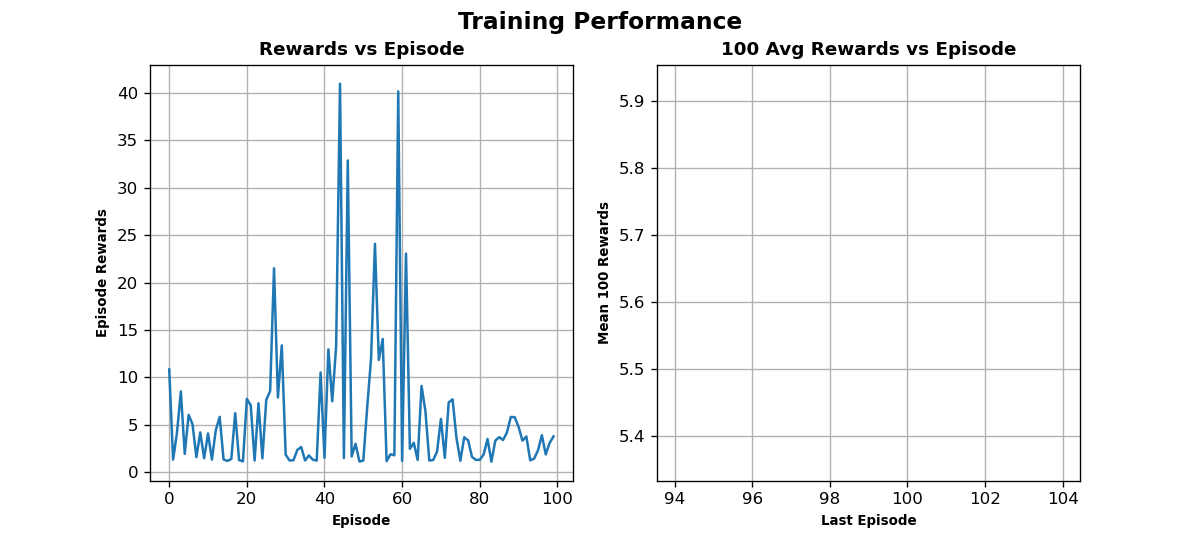 Training Performance
Rewards vs Episode
40
35
30
25
20
15
10
5
0
Episode Rewards
0 20 40 60 80 100
Episode
100 Avg Rewards vs Episode
5.9
5.8
5.7
5.6
5.5
5.4
Mean 100 Rewards
94 96 98 100 102 104
Last Episode